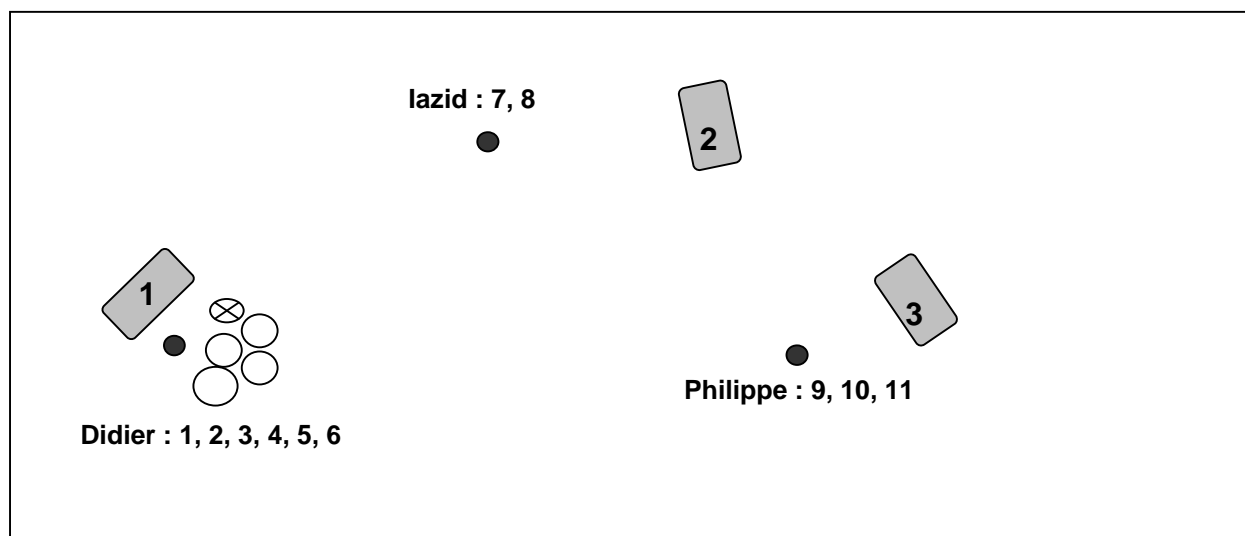 Iazid : 7, 8
2
1
3
Philippe : 9, 10, 11
Didier : 1, 2, 3, 4, 5, 6